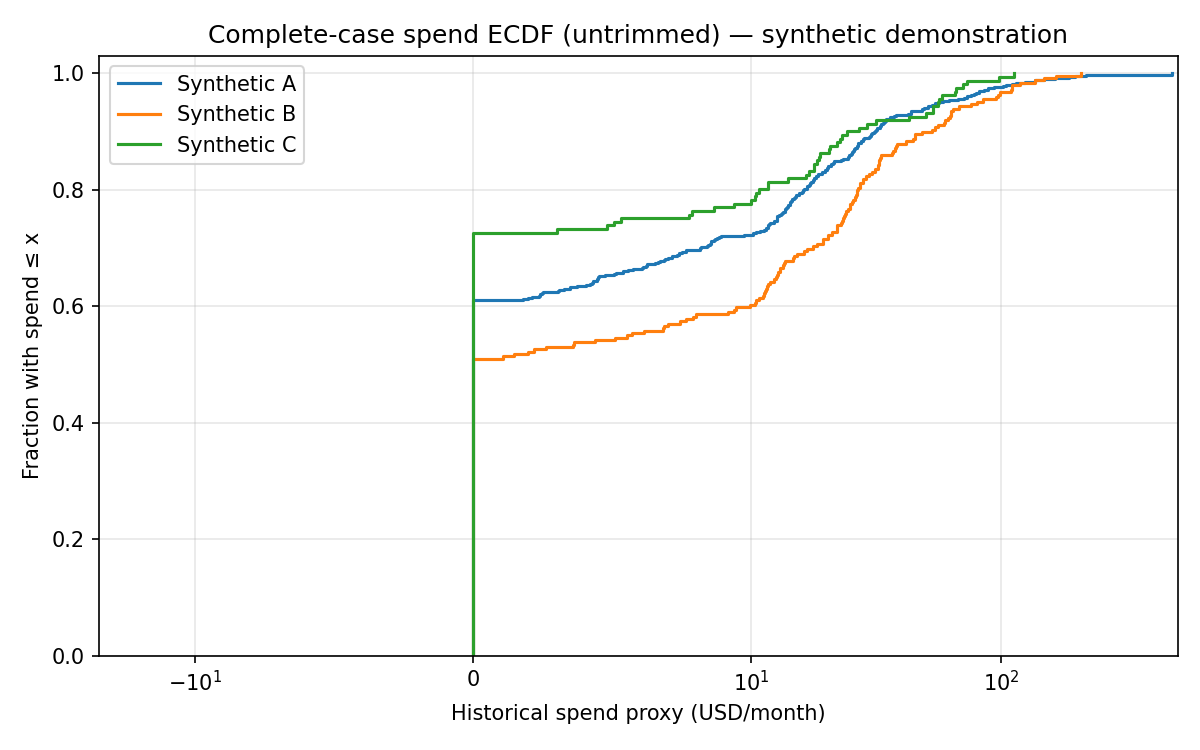 Complete-case spend ECDF (untrimmed) — synthetic demonstration
Synthetic A
Synthetic B
Synthetic C
1.0
0.8
0.6
0.4
0.2
0.0
Fraction with spend ≤ x
−10¹
0
10¹
10²
Historical spend proxy (USD/month)